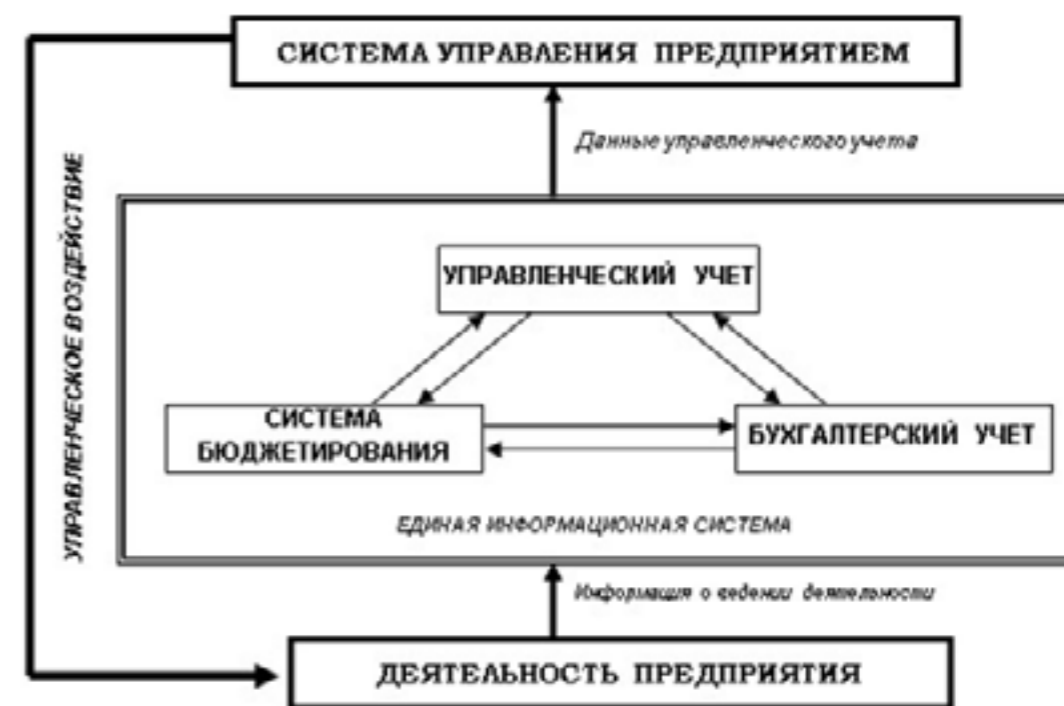 СИСТЕМА УПРАВЛЕНИЯ ПРЕДПРИЯТИЕМ
Данные управленческого учета
УПРАВЛЕНЧЕСКОЕ ВОЗДЕЙСТВИЕ
УПРАВЛЕНЧЕСКИЙ УЧЕТ
СИСТЕМА
БЮДЖЕТИРОВАНИЯ
БУХГАЛТЕРСКИЙ УЧЕТ
ЕДИНАЯ ИНФОРМАЦИОННАЯ СИСТЕМА
Информация о ведении деятельности
ДЕЯТЕЛЬНОСТЬ ПРЕДПРИЯТИЯ